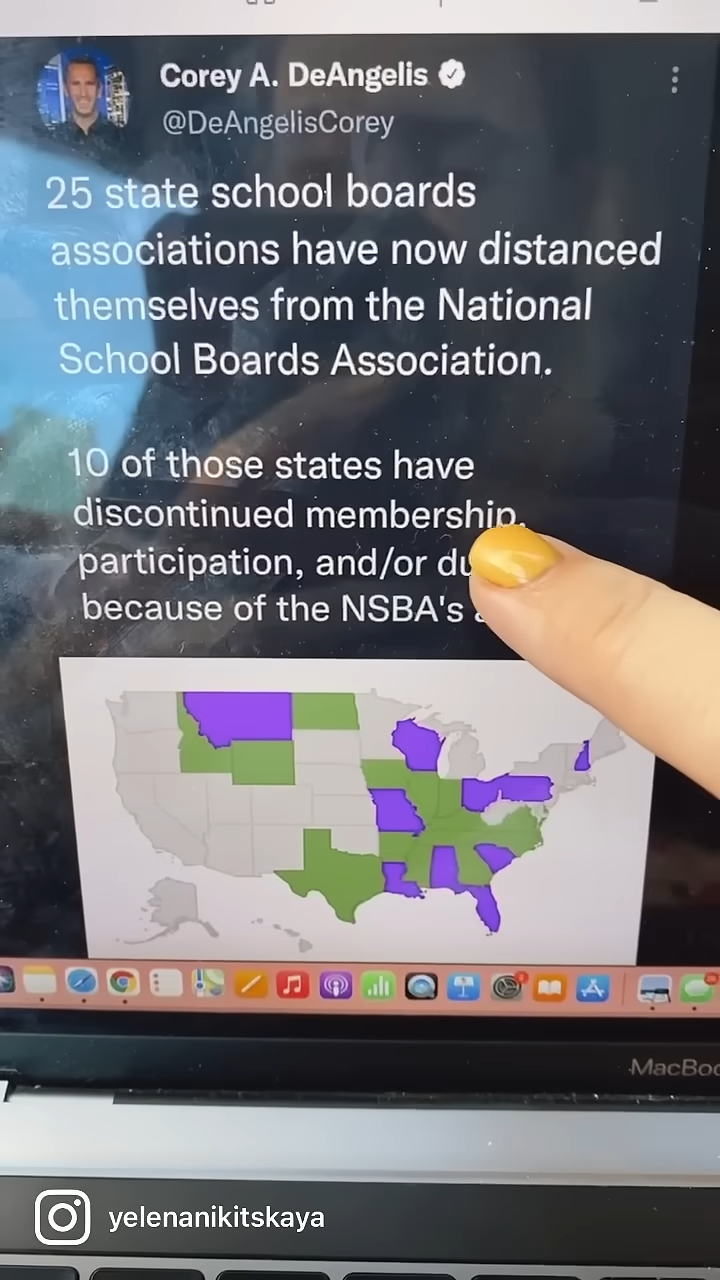 Corey A. DeAngelis
@DeAngelisCorey
25 state school boards
associations have now distanced
themselves from the National
School Boards Association.
10 of those states have
discontinued membership,
participation, and/or
because of the NSBA's
MacBoo
yelenanikitskaya